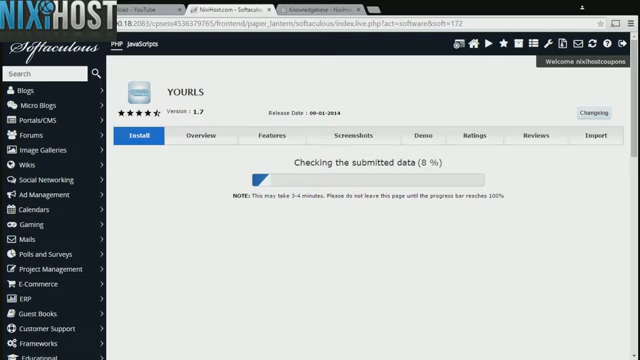 NIXIHOST
NixiHost.com - Softaculous
Knowledgebase - NixiHos
00.18:2083/cpsess4536379765/frontend/paper_lantern/softaculous/index.live.php?act=software&soft=172
Softaculous
PHP JavaScripts
Welcome nixihostcoupons
Search
Blogs
Micro Blogs
Portals/CMS
Forums
Image Galleries
Wikis
Social Networking
Ad Management
Calendars
Gaming
Mails
Polls and Surveys
Project Management
E-Commerce
ERP
Guest Books
Customer Support
Frameworks
Educational
YOURLS
Version : 1.7
Release Date : 09-01-2014
Changelog
Install Overview Features Screenshots Demo Ratings Reviews Import
Checking the submitted data (8 %)
NOTE: This may take 3-4 minutes. Please do not leave this page until the progress bar reaches 100%